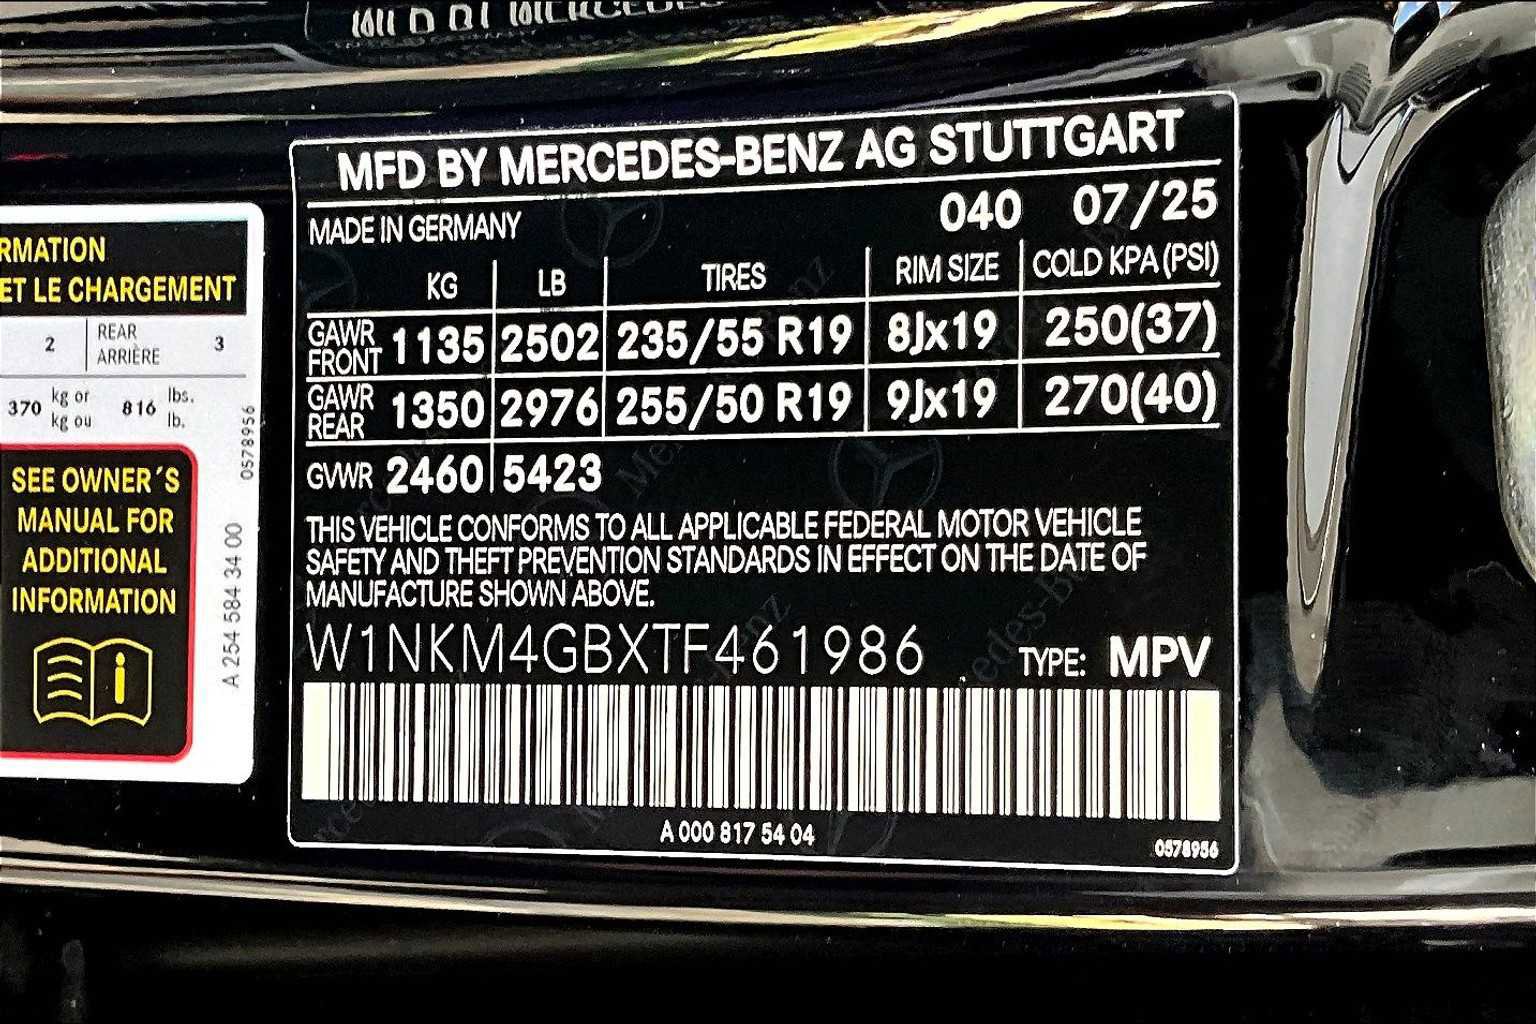 MFD BY MERCEDES-BENZ AG STUTTGART
MADE IN GERMANY 040 07/25
KG LB TIRES RIM SIZE COLD KPA (PSI)
GAWR FRONT 1135 2502 235/55 R19 8Jx19 250(37)
GAWR REAR 1350 2976 255/50 R19 9Jx19 270(40)
GVWR 2460 5423
THIS VEHICLE CONFORMS TO ALL APPLICABLE FEDERAL MOTOR VEHICLE
SAFETY AND THEFT PREVENTION STANDARDS IN EFFECT ON THE DATE OF
MANUFACTURE SHOWN ABOVE.
W1NKM4GBXTF461986 TYPE: MPV
A 000 817 54 04
0578956
RMATION
ET LE CHARGEMENT
2 REAR ARRIÈRE 3
370 kg or kg ou 816 lbs. lb.
SEE OWNER´S
MANUAL FOR
ADDITIONAL
INFORMATION
i
0578956
A 254 584 34 00